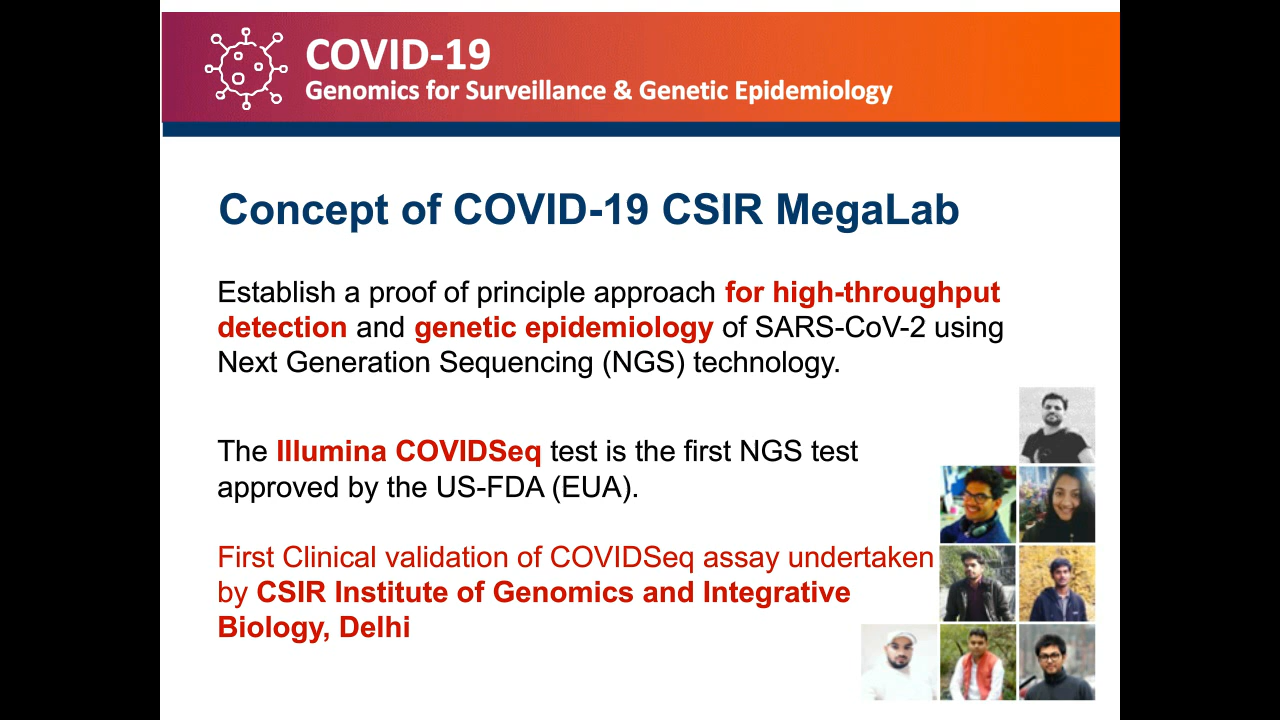 COVID-19
Genomics for Surveillance & Genetic Epidemiology
Concept of COVID-19 CSIR MegaLab
Establish a proof of principle approach for high-throughput
detection and genetic epidemiology of SARS-CoV-2 using
Next Generation Sequencing (NGS) technology.
The Illumina COVIDSeq test is the first NGS test
approved by the US-FDA (EUA).
First Clinical validation of COVIDSeq assay undertaken
by CSIR Institute of Genomics and Integrative
Biology, Delhi